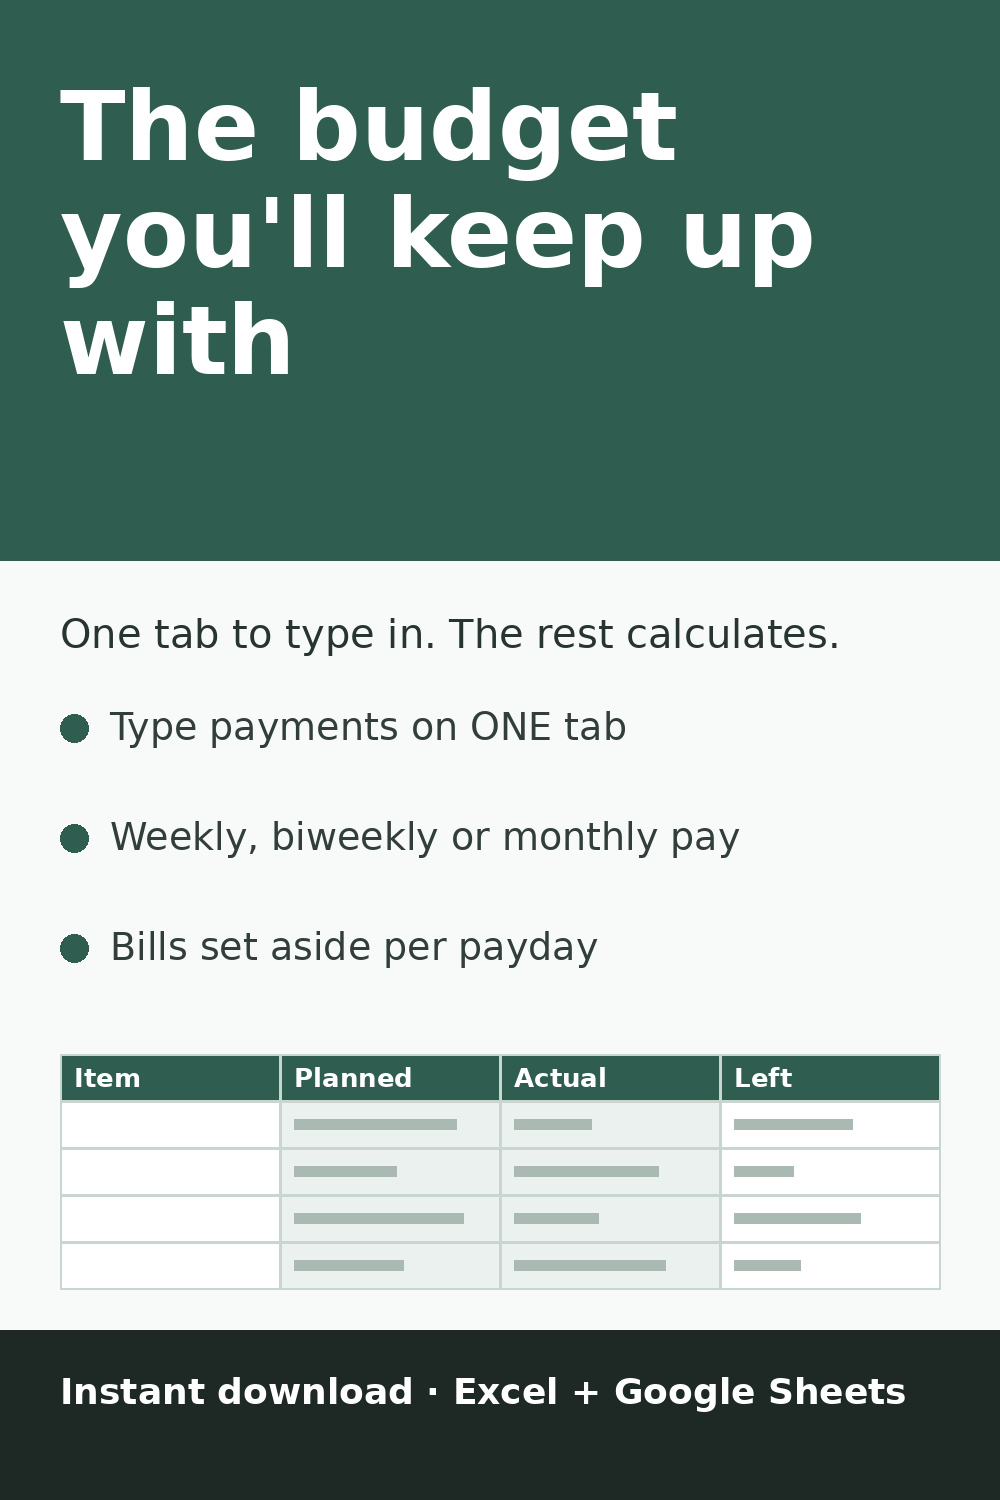 The budget
you'll keep up
with
One tab to type in. The rest calculates.
Type payments on ONE tab
Weekly, biweekly or monthly pay
Bills set aside per payday
Item Planned Actual Left
Instant download · Excel + Google Sheets